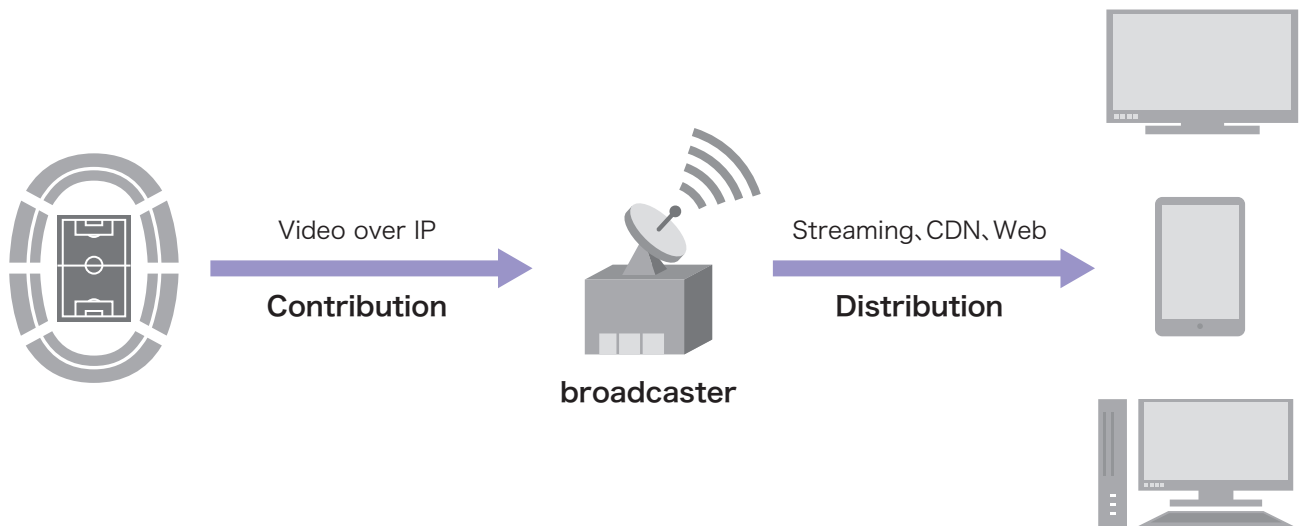 Video over IP
Contribution
broadcaster
Streaming、CDN、Web
Distribution